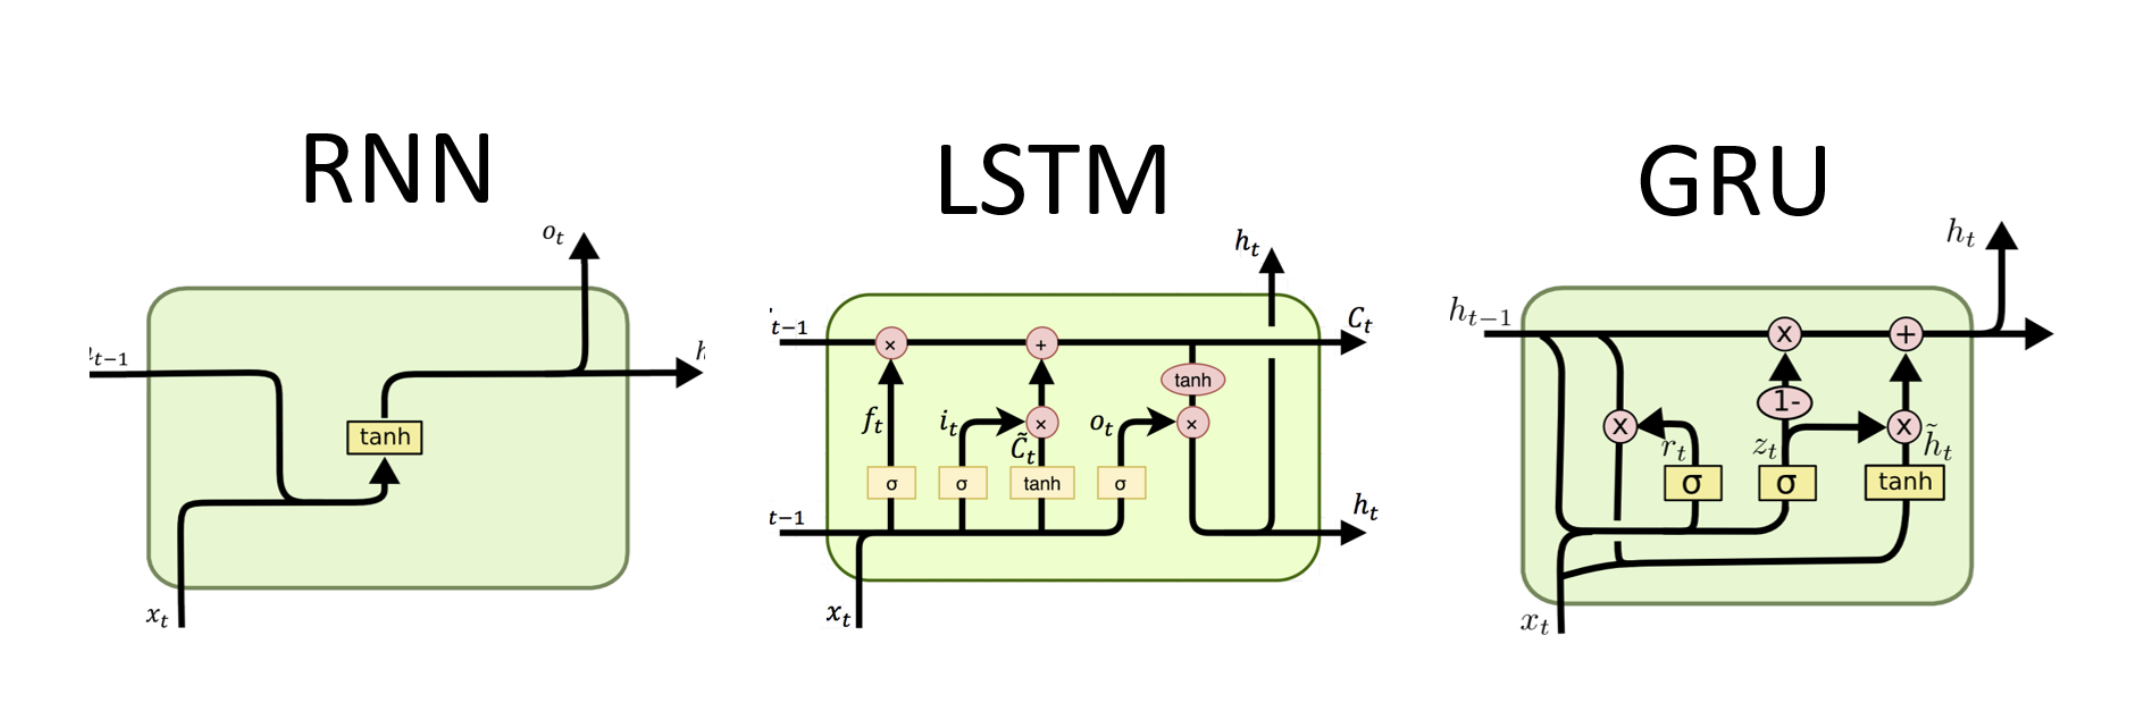 RNN
o_t
t−1
tanh
h
x_t
LSTM
h_t
t−1
C_t
×
+
tanh
f_t
i_t
×
C̃_t
o_t
×
σ
σ
tanh
σ
t−1
h_t
x_t
GRU
h_t
h_{t−1}
x
+
1-
x
r_t
z_t
x
h̃_t
σ
σ
tanh
x_t